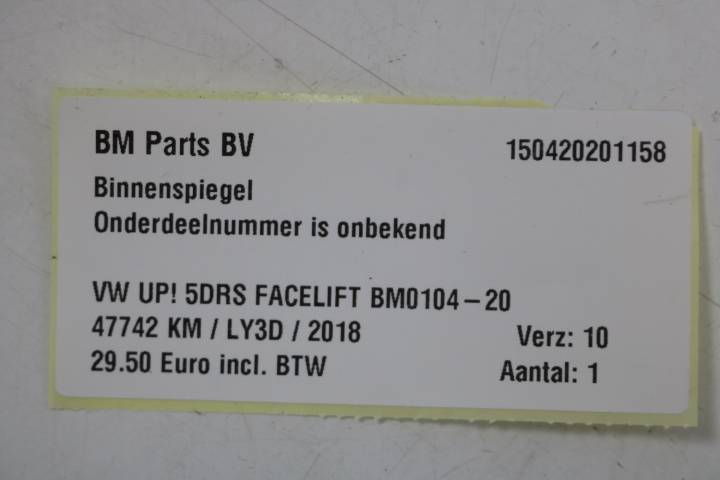 BM Parts BV 150420201158
Binnenspiegel
Onderdeelnummer is onbekend
VW UP! 5DRS FACELIFT BM0104-20
47742 KM / LY3D / 2018 Verz: 10
29.50 Euro incl. BTW Aantal: 1